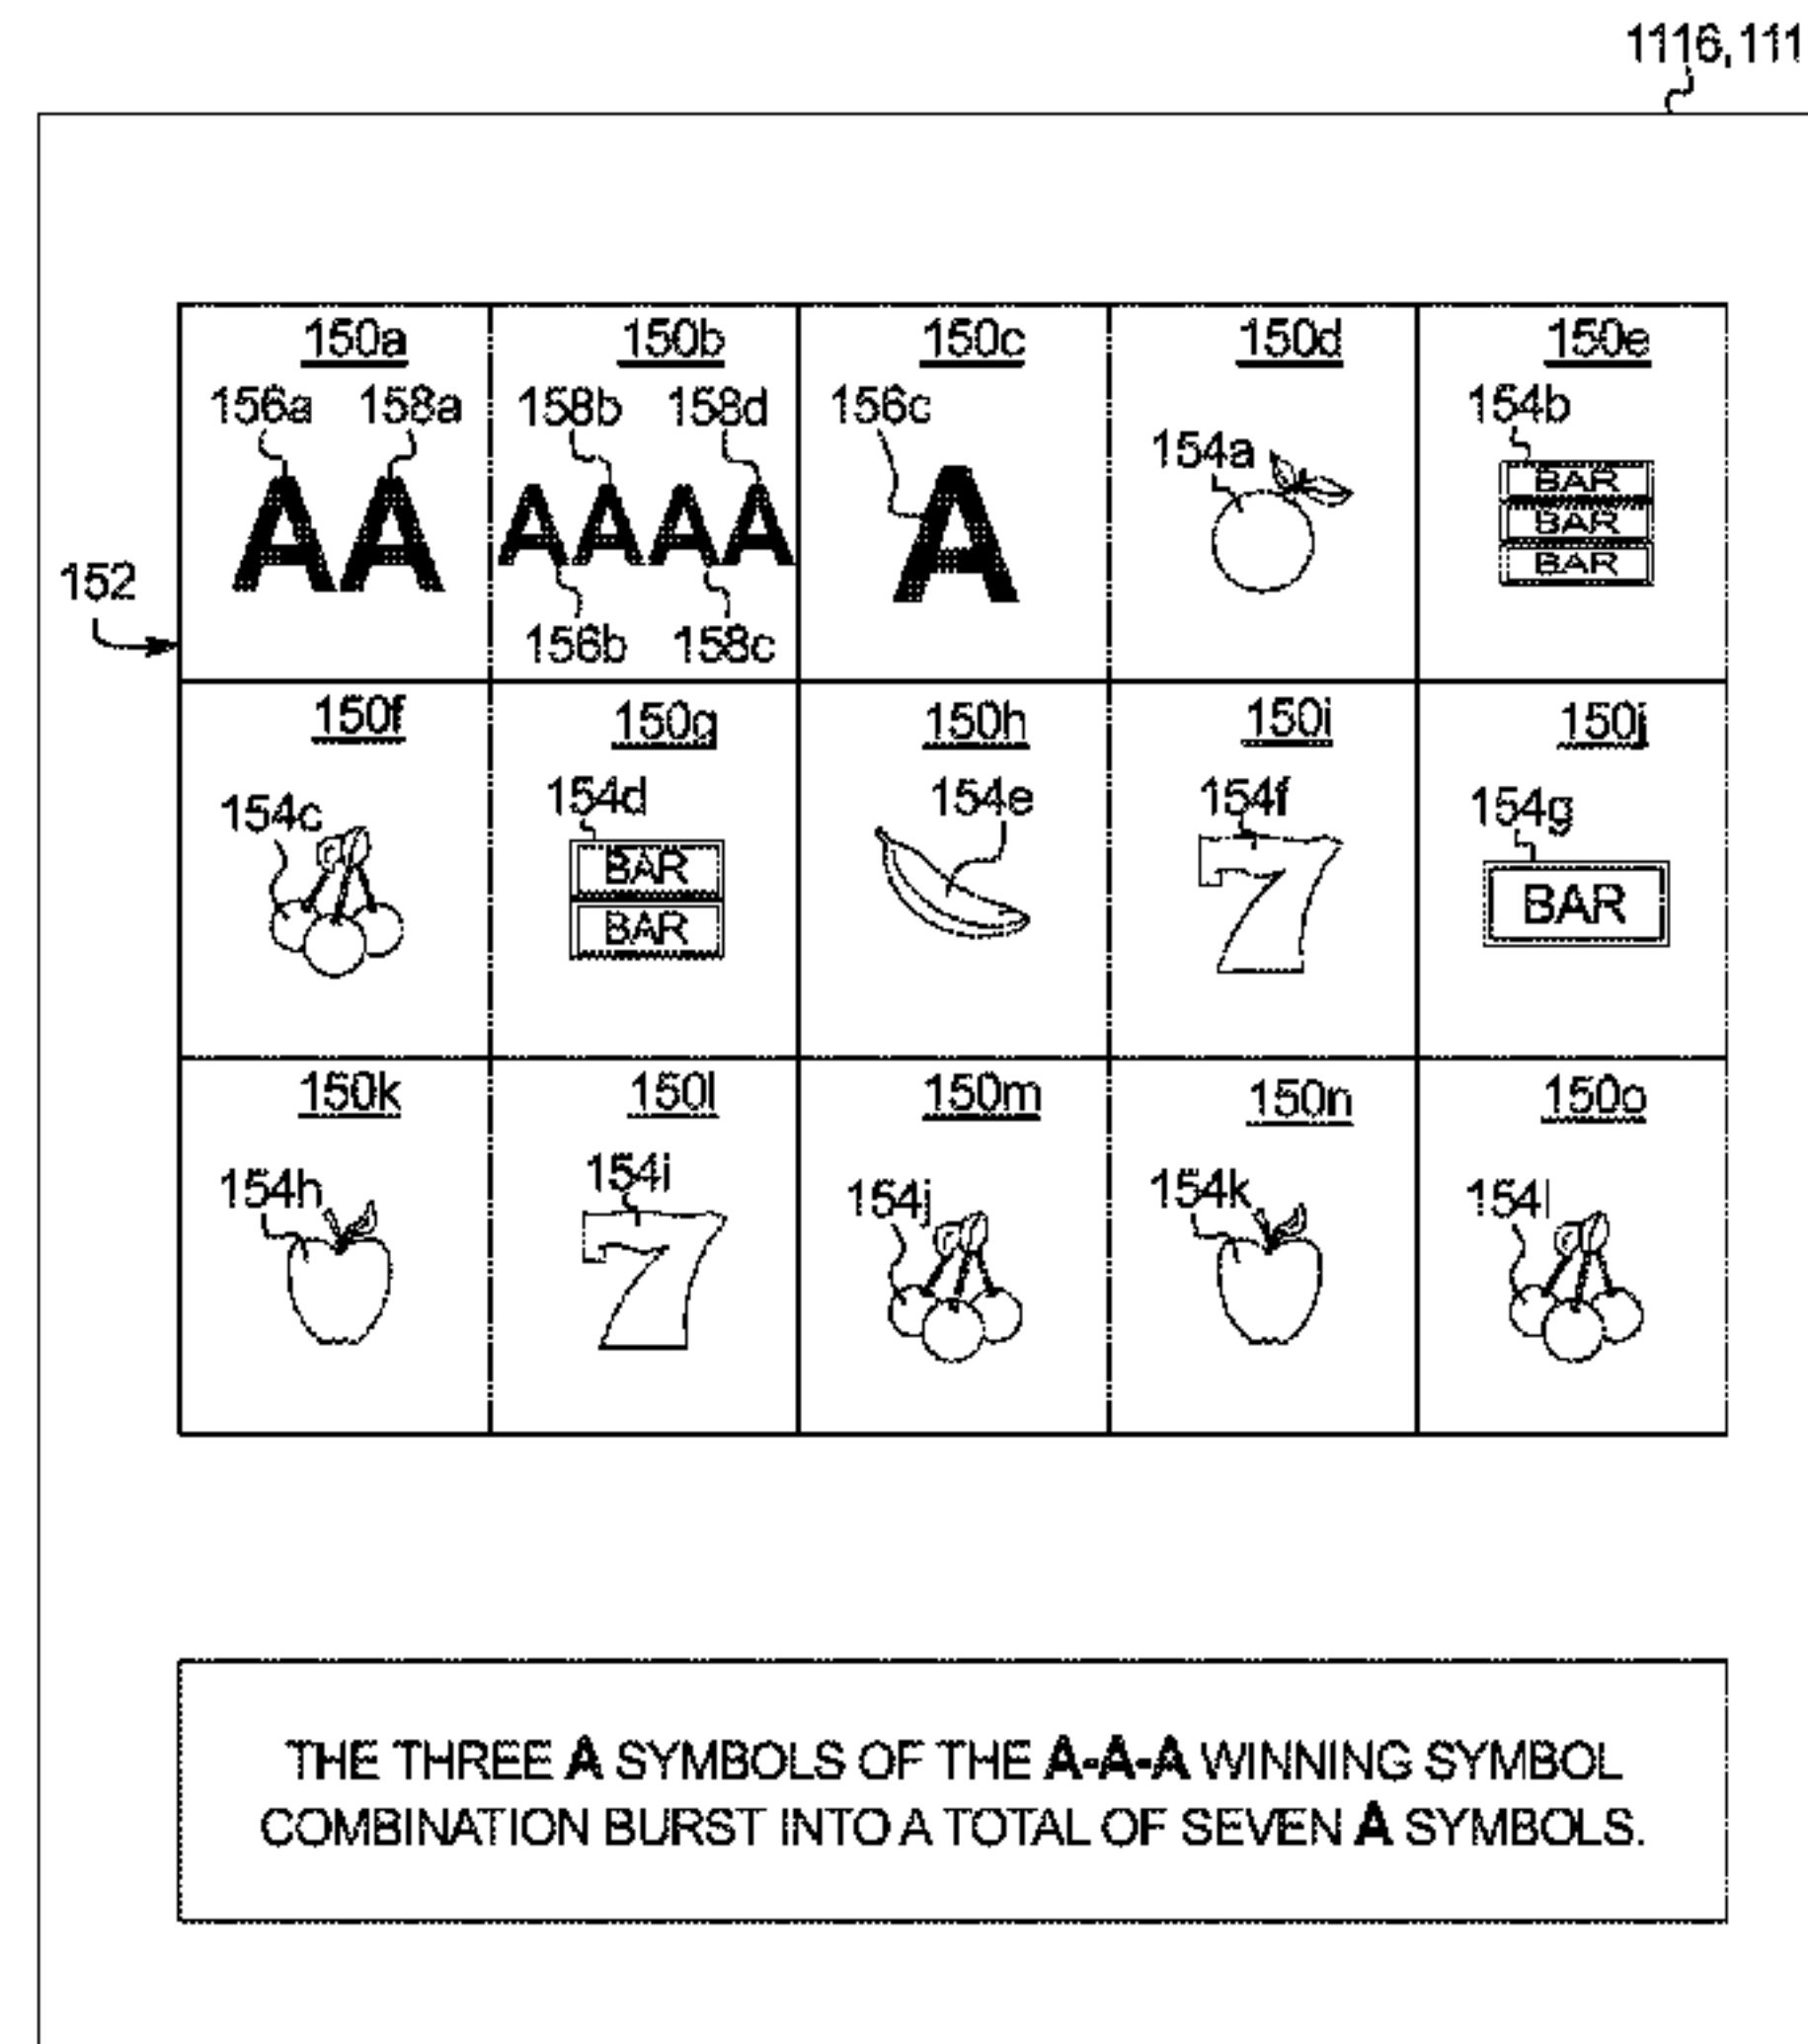 1116, 111
150a 150b 150c 150d 150e
156a 158a 158b 158d 156c 154a 154b
AA AAAA A
BAR
BAR
BAR
152
156b 158c
150f 150g 150h 150i 150j
154c 154d 154e 154f 154g
BAR
BAR
7
BAR
150k 150l 150m 150n 150o
154h 154i 154j 154k 154l
7
THE THREE A SYMBOLS OF THE A-A-A WINNING SYMBOL
COMBINATION BURST INTO A TOTAL OF SEVEN A SYMBOLS.